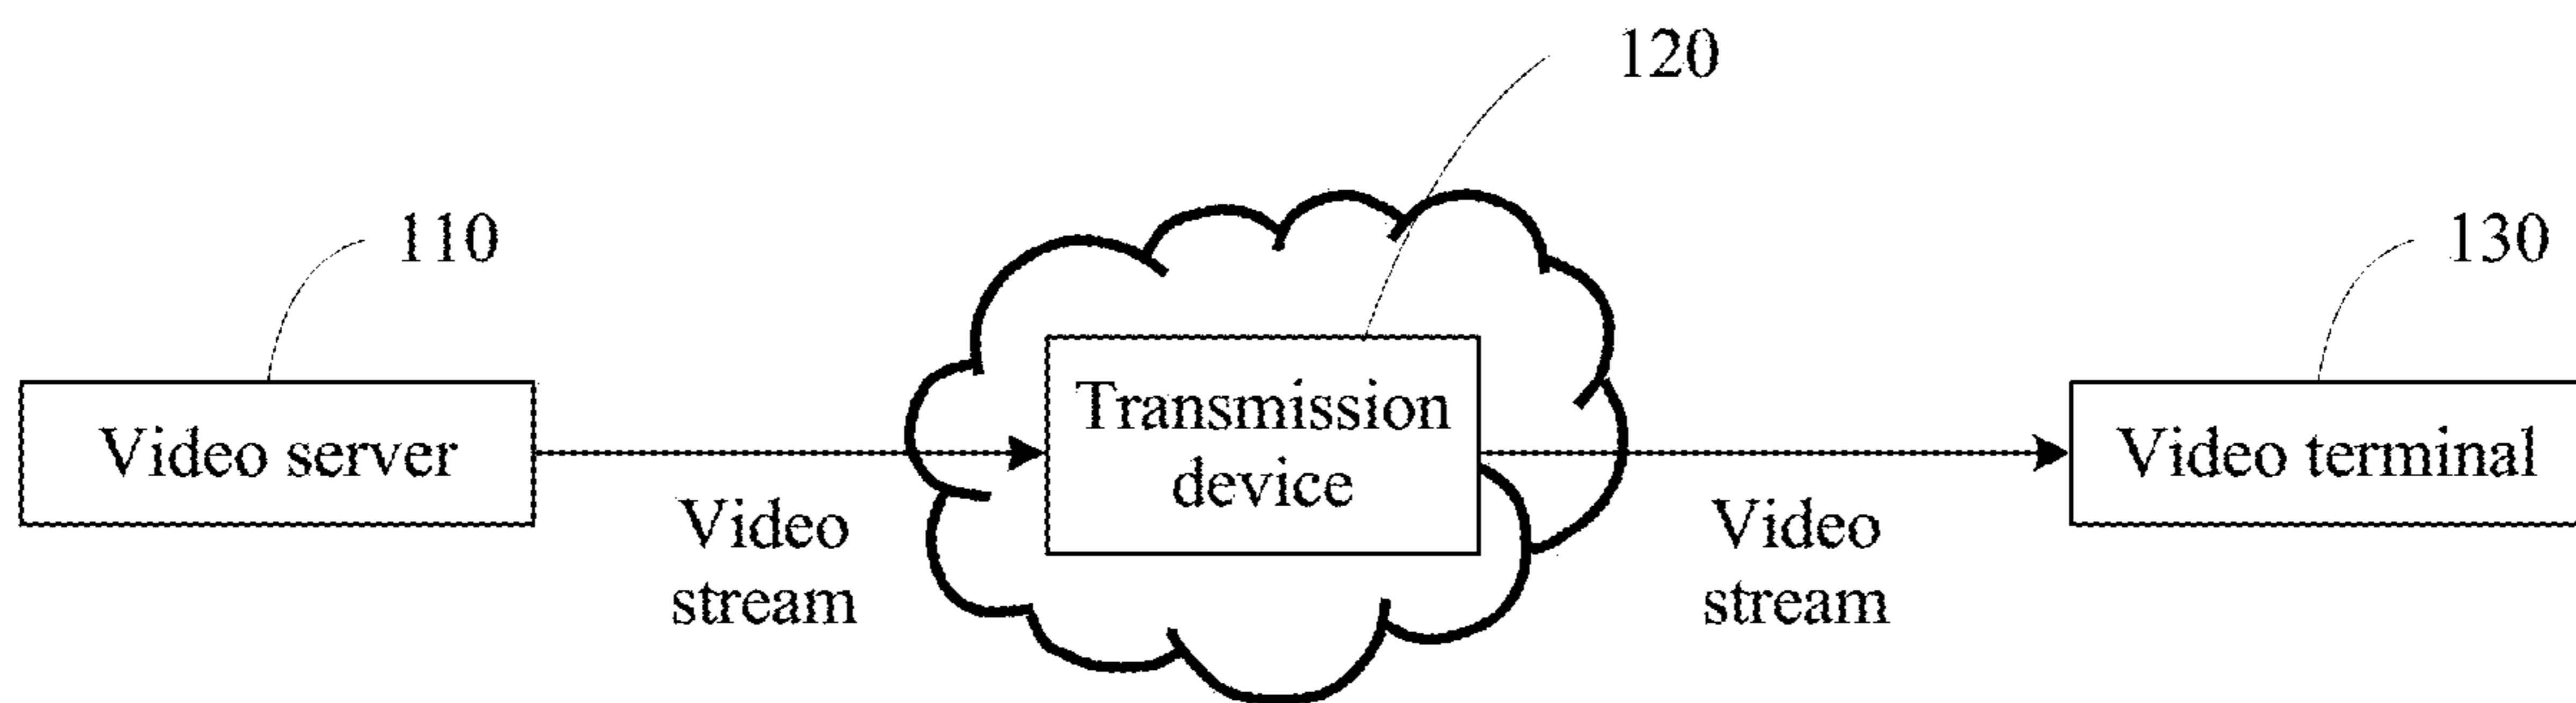 120
110
130
Video server
Transmission
device
Video terminal
Video
stream
Video
stream